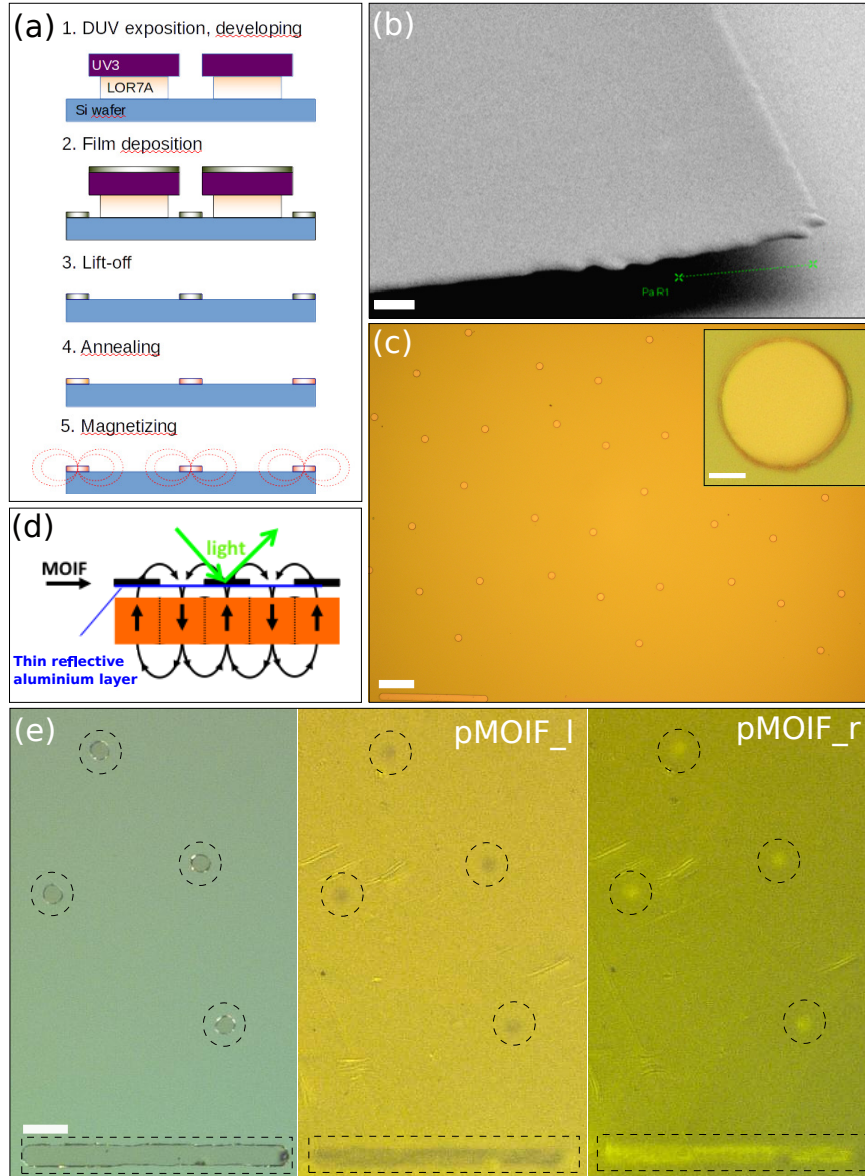 (a)
1. DUV exposition, developing
UV3
LOR7A
Si wafer
2. Film deposition
3. Lift-off
4. Annealing
5. Magnetizing
(b)
Pa R1
(c)
(d)
light
MOIF
Thin reflective
aluminium layer
(e)
pMOIF_l
pMOIF_r